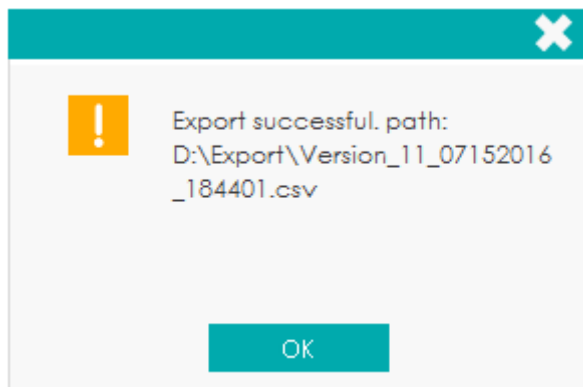 Export successful. path:
D:\Export\Version_11_07152016
_184401.csv
OK